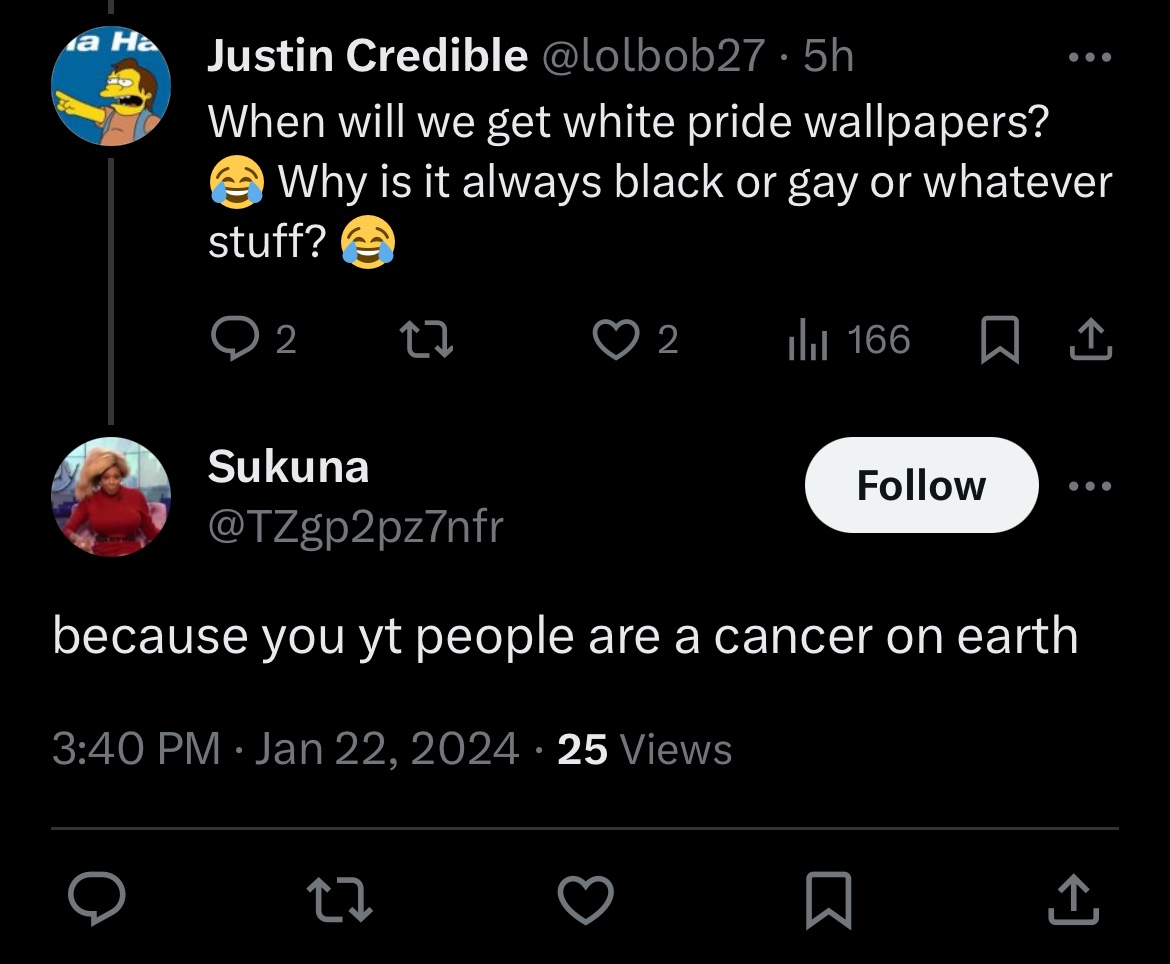 la Ha
Justin Credible @lolbob27 · 5h
When will we get white pride wallpapers?
😂 Why is it always black or gay or whatever
stuff? 😂
2 2 166
Sukuna
Follow
@TZgp2pz7nfr
because you yt people are a cancer on earth
3:40 PM · Jan 22, 2024 · 25 Views